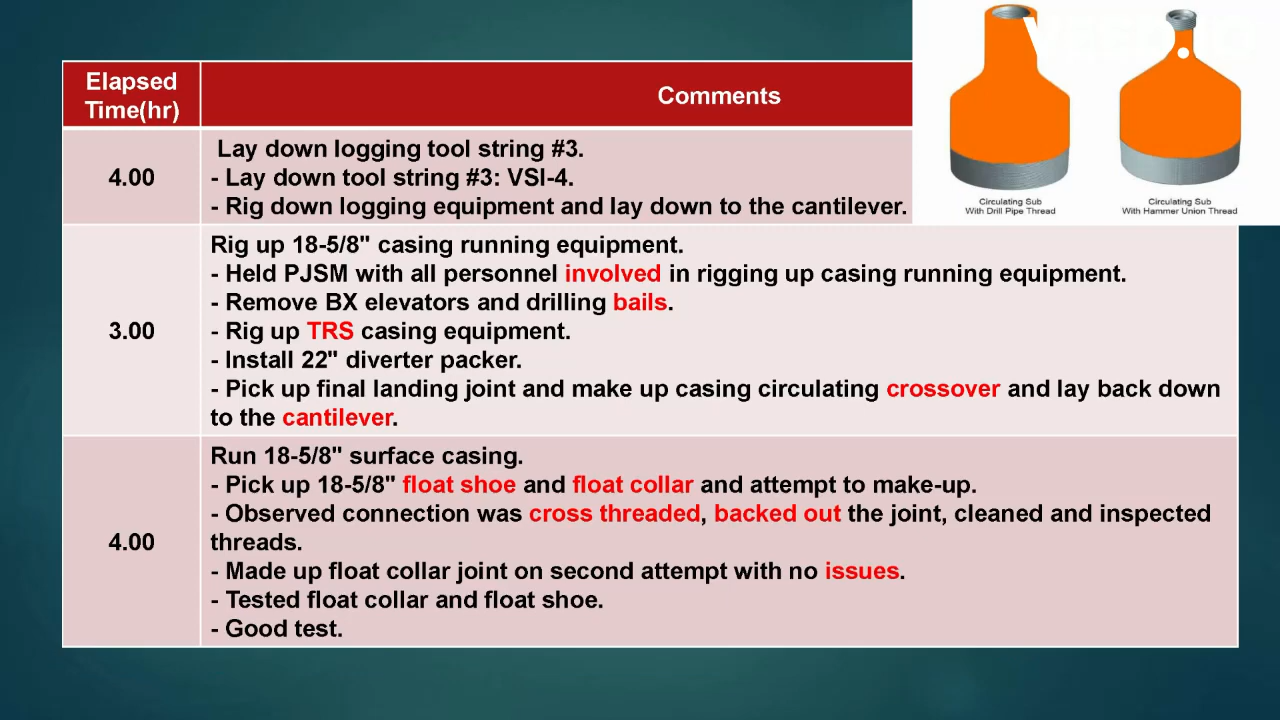 Elapsed
Time(hr)
Comments
4.00
Lay down logging tool string #3.
- Lay down tool string #3: VSI-4.
- Rig down logging equipment and lay down to the cantilever.
Circulating Sub
With Drill Pipe Thread
Circulating Sub
With Hammer Union Thread
3.00
Rig up 18-5/8" casing running equipment.
- Held PJSM with all personnel involved in rigging up casing running equipment.
- Remove BX elevators and drilling bails.
- Rig up TRS casing equipment.
- Install 22" diverter packer.
- Pick up final landing joint and make up casing circulating crossover and lay back down
to the cantilever.
4.00
Run 18-5/8" surface casing.
- Pick up 18-5/8" float shoe and float collar and attempt to make-up.
- Observed connection was cross threaded, backed out the joint, cleaned and inspected
threads.
- Made up float collar joint on second attempt with no issues.
- Tested float collar and float shoe.
- Good test.